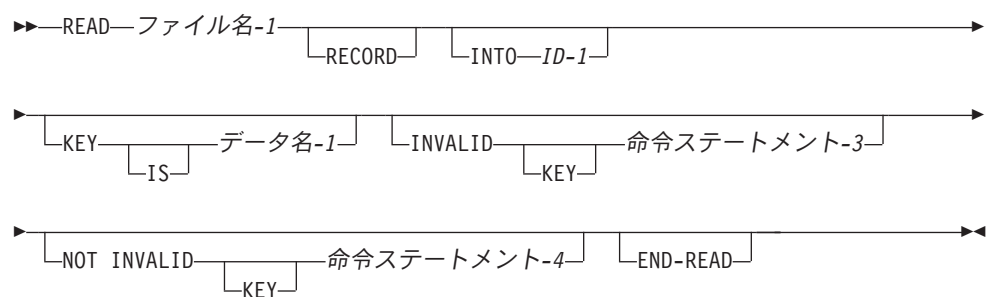 READ ファイル名-1
RECORD INTO ID-1
KEY データ名-1 INVALID 命令ステートメント-3
IS KEY
NOT INVALID 命令ステートメント-4 END-READ
KEY